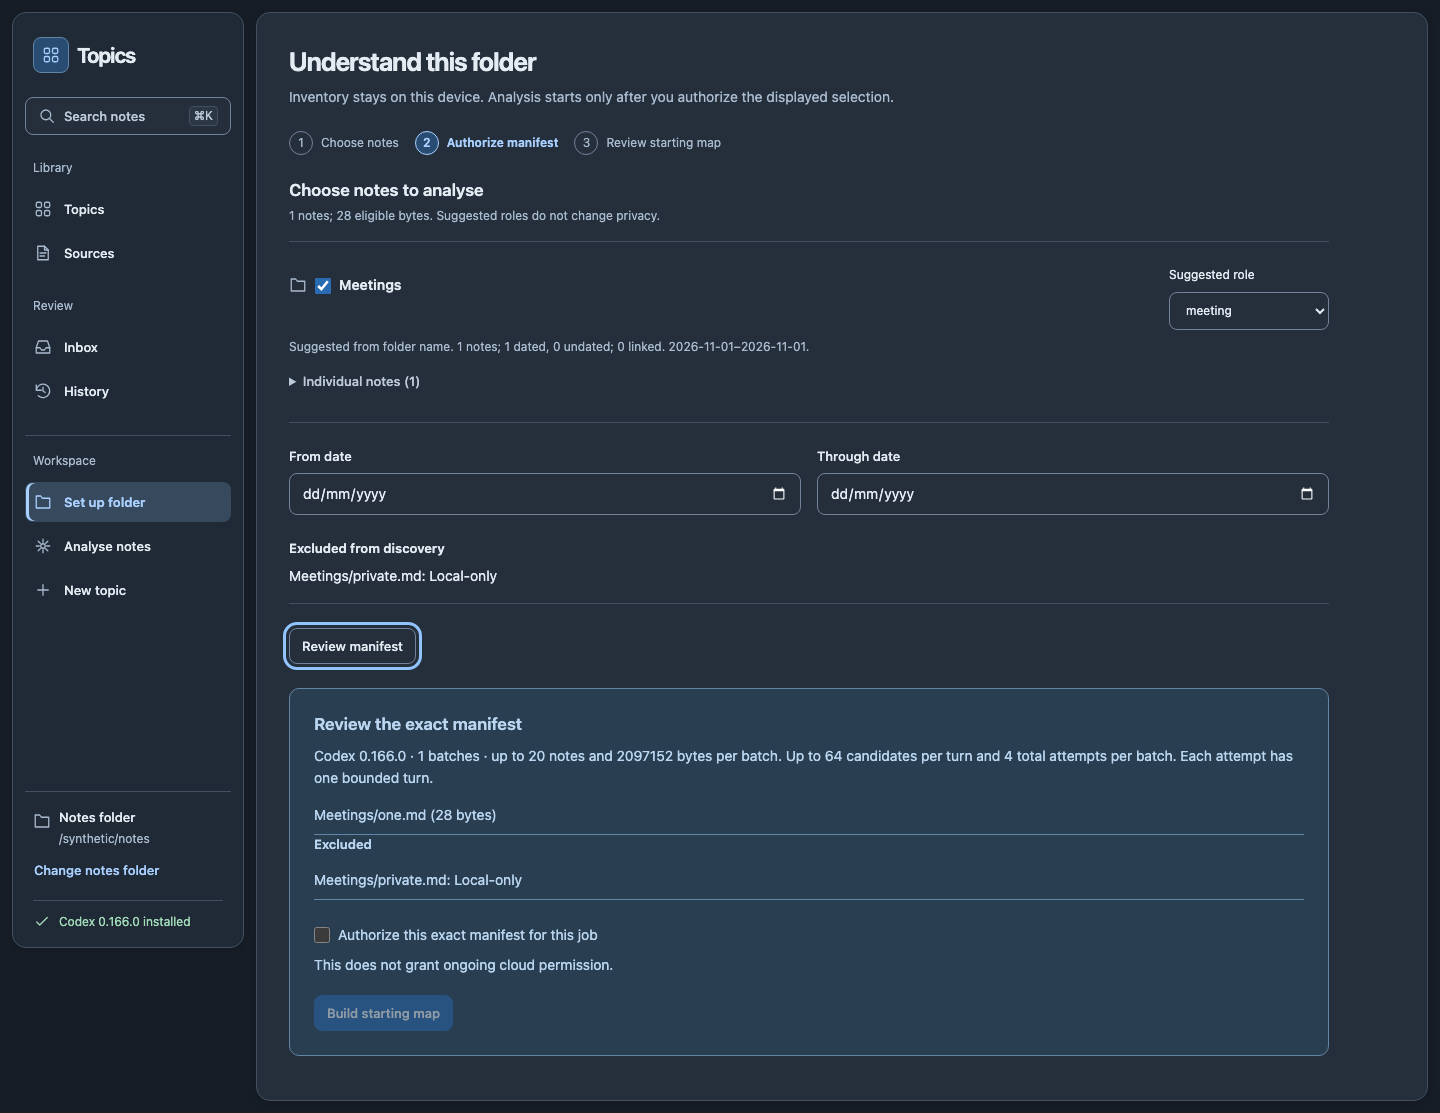 Topics
Search notes ⌘K
Library
Topics
Sources
Review
Inbox
History
Workspace
Set up folder
Analyse notes
New topic
Notes folder
/synthetic/notes
Change notes folder
Codex 0.166.0 installed
Understand this folder
Inventory stays on this device. Analysis starts only after you authorize the displayed selection.
1 Choose notes 2 Authorize manifest 3 Review starting map
Choose notes to analyse
1 notes; 28 eligible bytes. Suggested roles do not change privacy.
Meetings
Suggested role
meeting
Suggested from folder name. 1 notes; 1 dated, 0 undated; 0 linked. 2026-11-01–2026-11-01.
Individual notes (1)
From date
dd/mm/yyyy
Through date
dd/mm/yyyy
Excluded from discovery
Meetings/private.md: Local-only
Review manifest
Review the exact manifest
Codex 0.166.0 · 1 batches · up to 20 notes and 2097152 bytes per batch. Up to 64 candidates per turn and 4 total attempts per batch. Each attempt has
one bounded turn.
Meetings/one.md (28 bytes)
Excluded
Meetings/private.md: Local-only
Authorize this exact manifest for this job
This does not grant ongoing cloud permission.
Build starting map